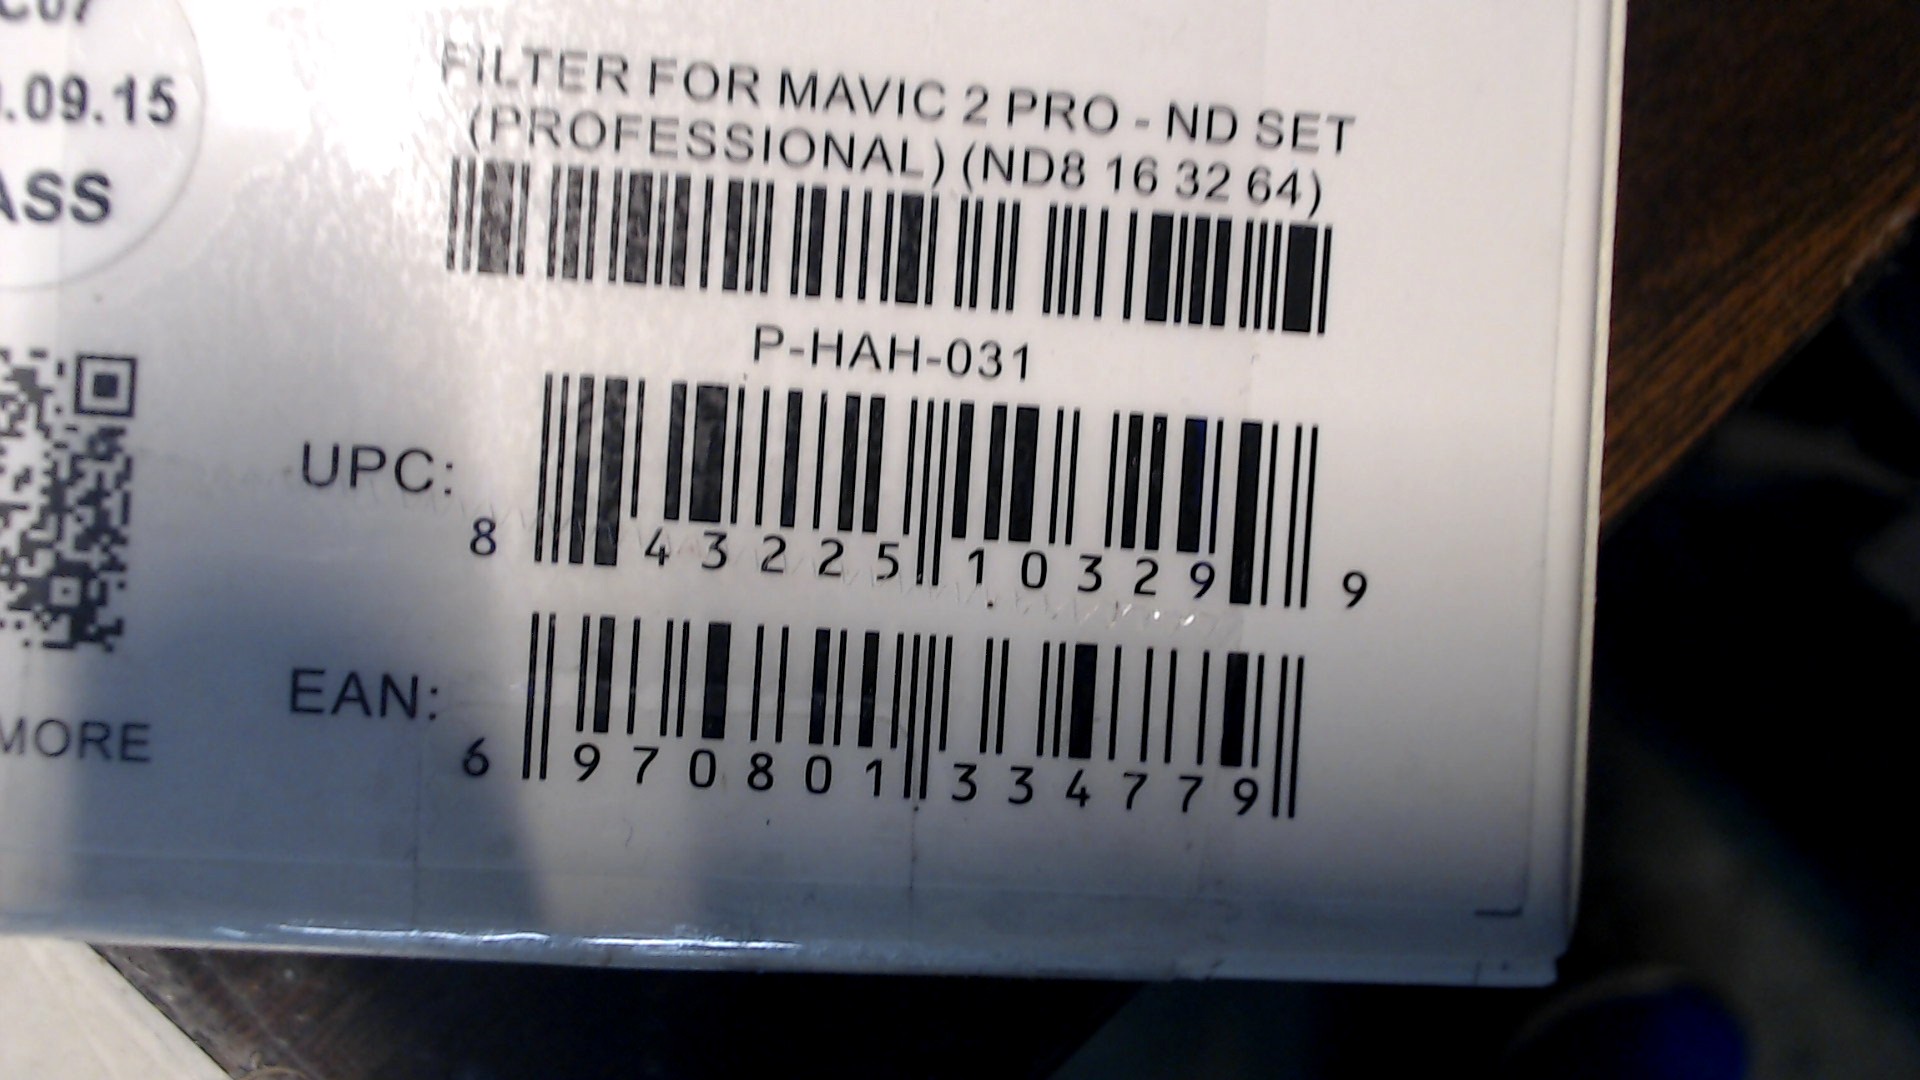 .09.15
FILTER FOR MAVIC 2 PRO - ND SET
(PROFESSIONAL) (ND8 16 32 64)
P-HAH-031
UPC:
8 43225 10329 9
EAN:
6 970801 334779
MORE